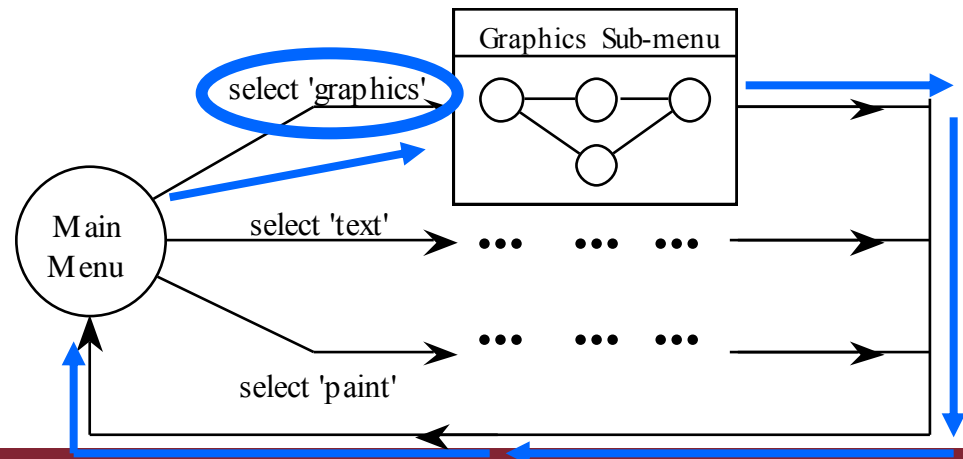 Graphics Sub-menu
select 'graphics'
Main
Menu
select 'text'
... ... ...
... ... ...
select 'paint'